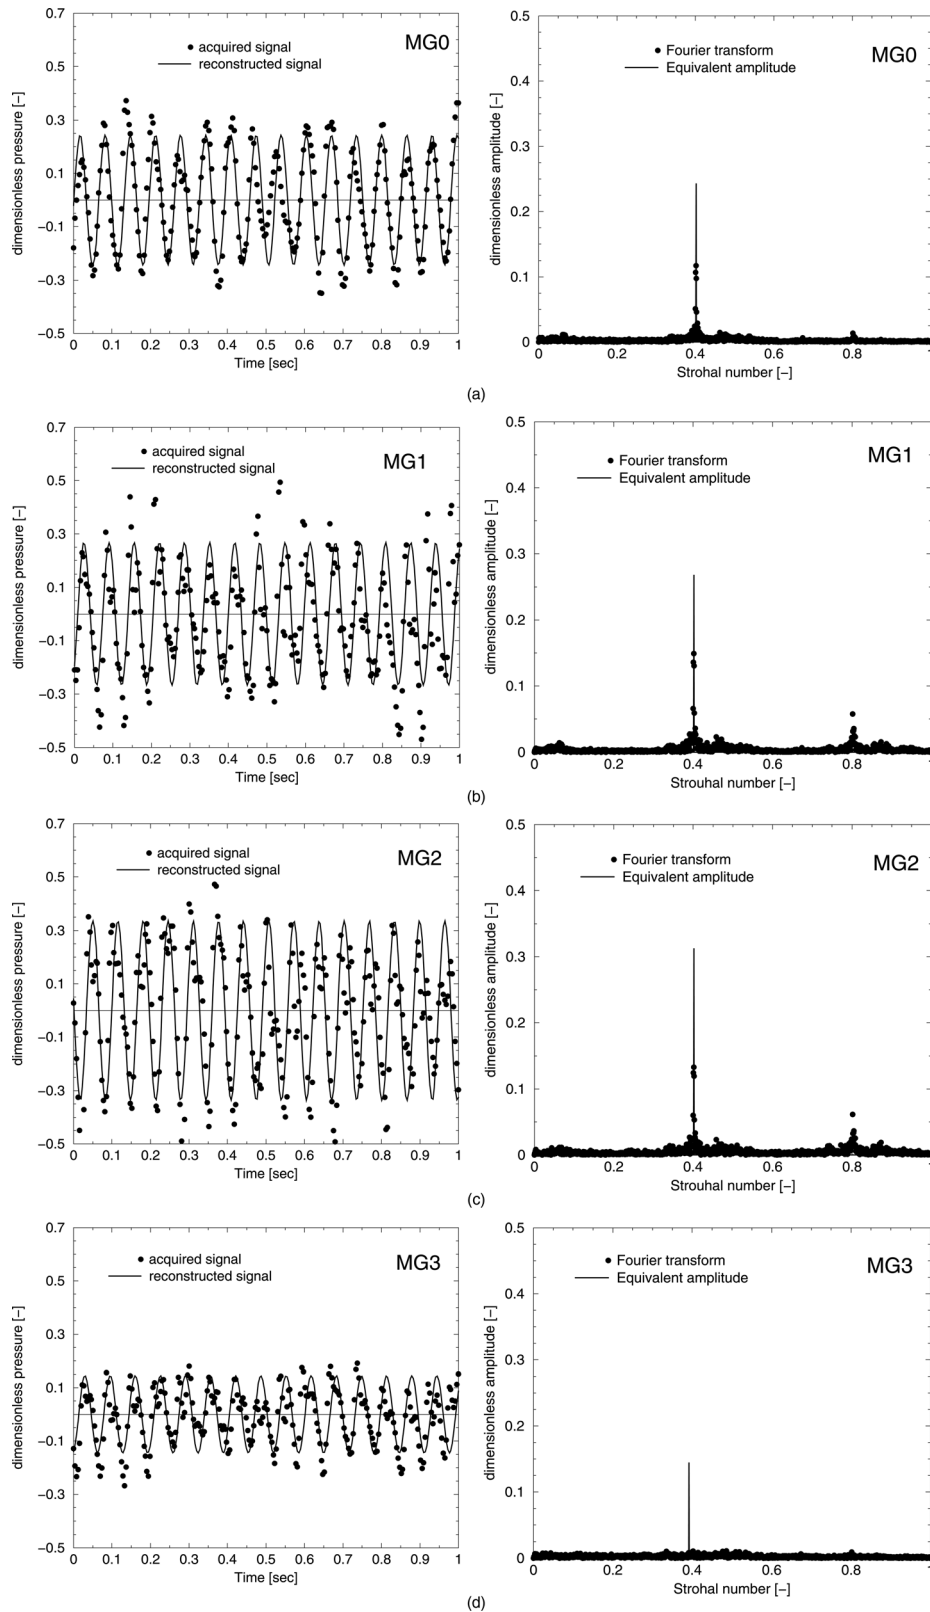 0.7
0.5
0.3
0.1
−0.1
−0.3
−0.5
dimensionless pressure [−]
acquired signal
reconstructed signal
MG0
0 0.1 0.2 0.3 0.4 0.5 0.6 0.7 0.8 0.9 1
Time [sec]
0.5
0.4
0.3
0.2
0.1
0
dimensionless amplitude [−]
Fourier transform
Equivalent amplitude
MG0
0 0.2 0.4 0.6 0.8 1
Strohal number [−]
(a)
0.7
0.5
0.3
0.1
−0.1
−0.3
−0.5
dimensionless pressure [−]
acquired signal
reconstructed signal
MG1
0 0.1 0.2 0.3 0.4 0.5 0.6 0.7 0.8 0.9 1
Time [sec]
0.5
0.4
0.3
0.2
0.1
0
dimensionless amplitude [−]
Fourier transform
Equivalent amplitude
MG1
0 0.2 0.4 0.6 0.8 1
Strouhal number [−]
(b)
0.7
0.5
0.3
0.1
−0.1
−0.3
−0.5
dimensionless pressure [−]
acquired signal
reconstructed signal
MG2
0 0.1 0.2 0.3 0.4 0.5 0.6 0.7 0.8 0.9 1
Time [sec]
0.5
0.4
0.3
0.2
0.1
0
dimensionless amplitude [−]
Fourier transform
Equivalent amplitude
MG2
0 0.2 0.4 0.6 0.8 1
Strouhal number [−]
(c)
0.7
0.5
0.3
0.1
−0.1
−0.3
−0.5
dimensionless pressure [−]
acquired signal
reconstructed signal
MG3
0 0.1 0.2 0.3 0.4 0.5 0.6 0.7 0.8 0.9 1
Time [sec]
0.5
0.4
0.3
0.2
0.1
0
dimensionless amplitude [−]
Fourier transform
Equivalent amplitude
MG3
0 0.2 0.4 0.6 0.8 1
Strohal number [−]
(d)